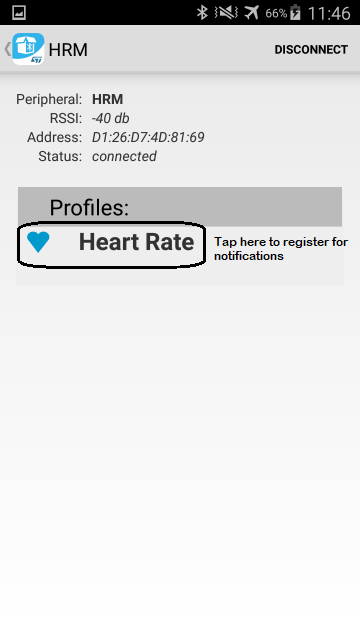 66% 11:46
HRM DISCONNECT
Peripheral: HRM
RSSI: -40 db
Address: D1:26:D7:4D:81:69
Status: connected
Profiles:
Heart Rate
Tap here to register for
notifications